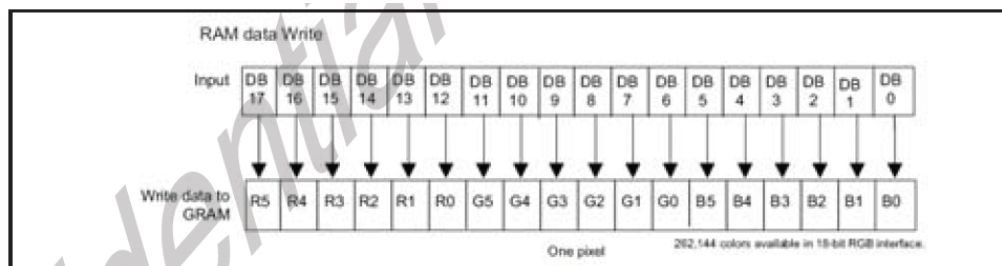 RAM data Write
Input DB 17 DB 16 DB 15 DB 14 DB 13 DB 12 DB 11 DB 10 DB 9 DB 8 DB 7 DB 6 DB 5 DB 4 DB 3 DB 2 DB 1 DB 0
Write data to GRAM R5 R4 R3 R2 R1 R0 G5 G4 G3 G2 G1 G0 B5 B4 B3 B2 B1 B0
One pixel
262,144 colors available in 18-bit RGB interface.